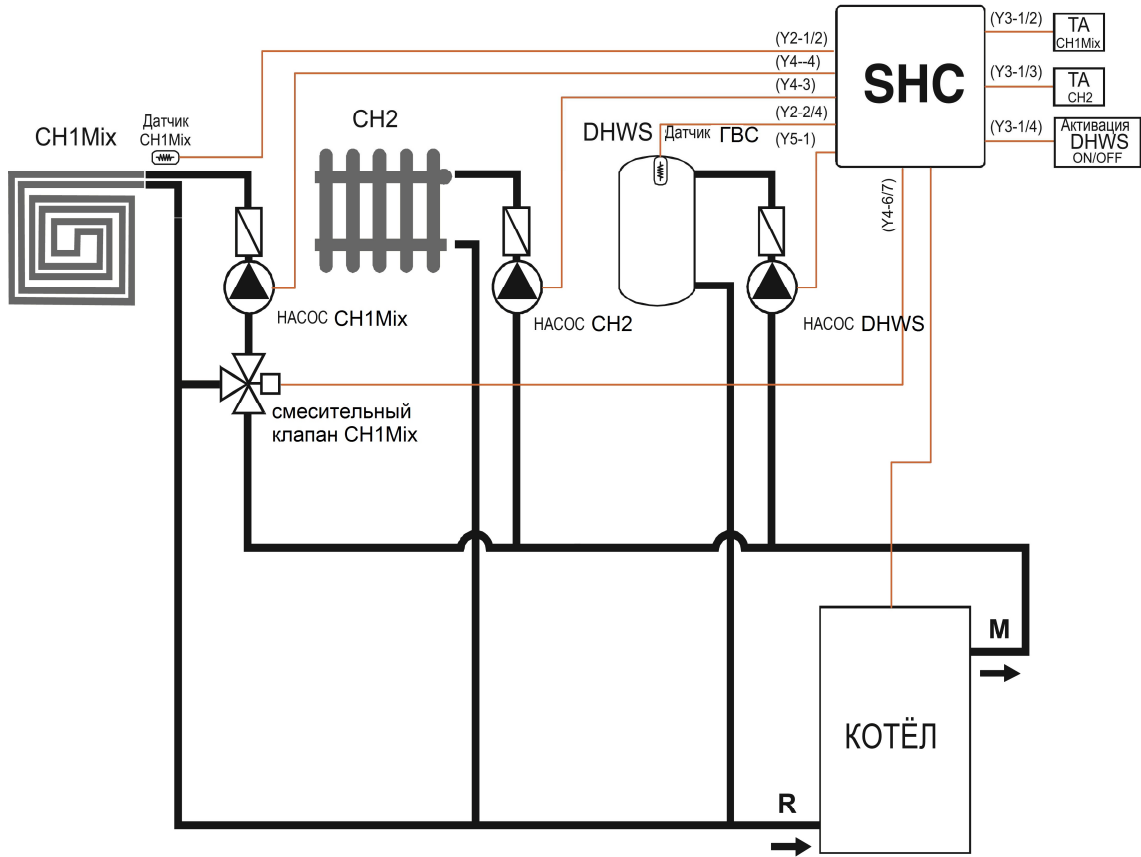 (Y2-1/2)
(Y4--4)
(Y4-3)
(Y2-2/4)
(Y5-1)
SHC
(Y3-1/2)
TA
CH1Mix
(Y3-1/3)
TA
CH2
(Y3-1/4)
Активация
DHWS
ON/OFF
(Y4-6/7)
CH1Mix
Датчик
CH1Mix
CH2
DHWS
Датчик ГВС
НАСОС CH1Mix
НАСОС CH2
НАСОС DHWS
смесительный
клапан CH1Mix
M
КОТЁЛ
R